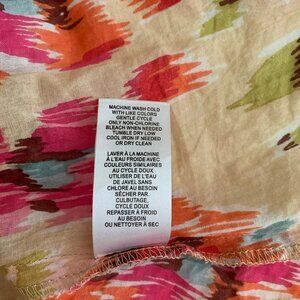 MACHINE WASH COLD
WITH LIKE COLORS
GENTLE CYCLE
ONLY NON-CHLORINE
BLEACH WHEN NEEDED
TUMBLE DRY LOW
COOL IRON IF NEEDED
OR DRY CLEAN
LAVER À LA MACHINE
À L'EAU FROIDE AVEC
COULEURS SIMILAIRES
AU CYCLE DOUX
UTILISER DE L'EAU
DE JAVEL SANS
CHLORE AU BESOIN
SÉCHER PAR
CULBUTAGE,
CYCLE DOUX
REPASSER À FROID
AU BESOIN
OU NETTOYER À SEC